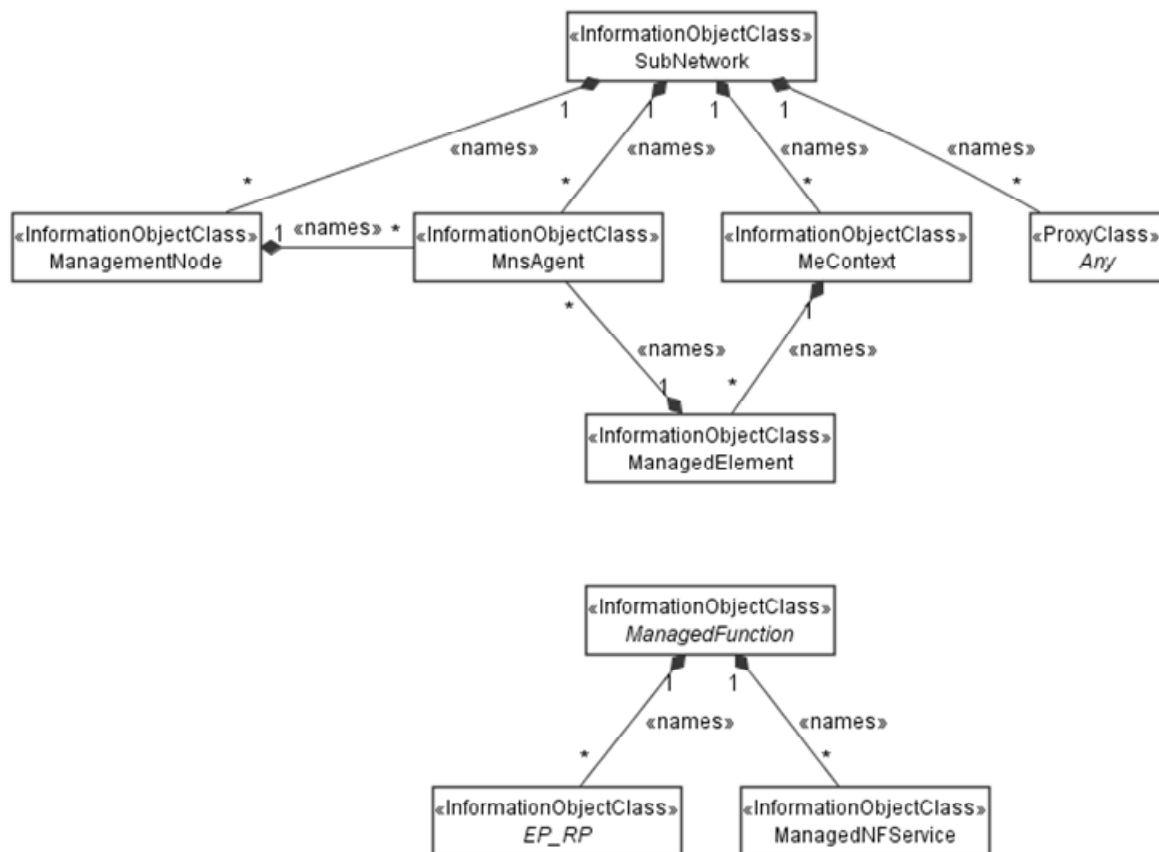 «InformationObjectClass»
SubNetwork
1
1
1
1
«names»
«names»
«names»
«names»
*
*
*
*
«InformationObjectClass»
ManagementNode
1
«names»
*
«InformationObjectClass»
MnsAgent
«InformationObjectClass»
MeContext
«ProxyClass»
Any
*
1
«names»
«names»
1
*
«InformationObjectClass»
ManagedElement
«InformationObjectClass»
ManagedFunction
1
1
«names»
«names»
*
*
«InformationObjectClass»
EP_RP
«InformationObjectClass»
ManagedNFService